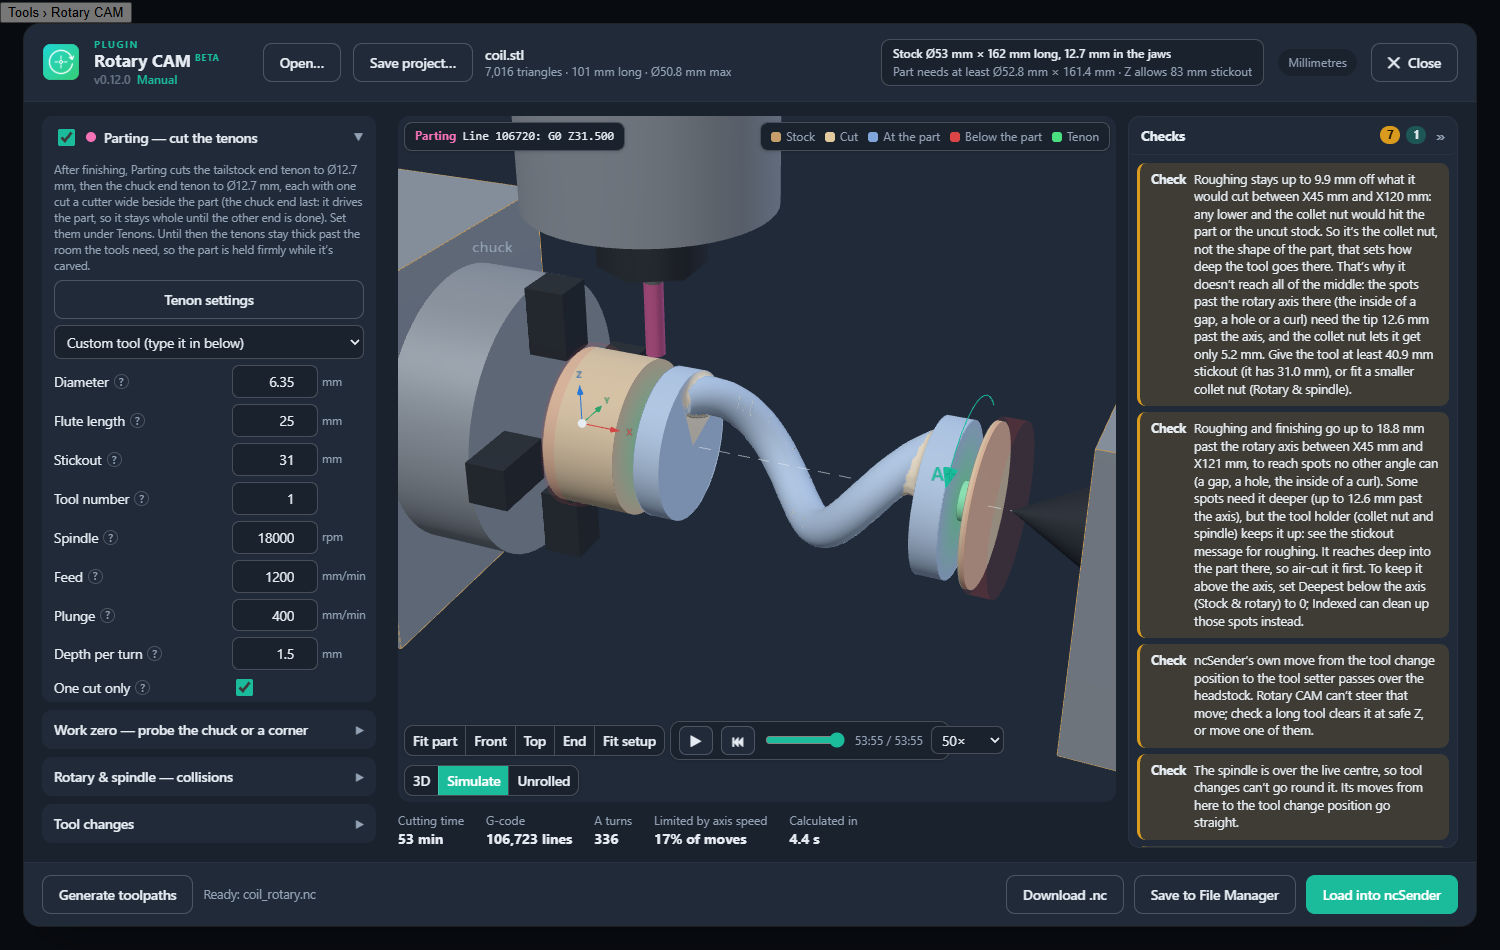 Tools › Rotary CAM
PLUGIN
Rotary CAM BETA
v0.12.0 Manual
Open...
Save project...
coil.stl
7,016 triangles · 101 mm long · Ø50.8 mm max
Stock Ø53 mm × 162 mm long, 12.7 mm in the jaws
Part needs at least Ø52.8 mm × 161.4 mm · Z allows 83 mm stickout
Millimetres
Close
Parting — cut the tenons
After finishing, Parting cuts the tailstock end tenon to Ø12.7
mm, then the chuck end tenon to Ø12.7 mm, each with one
cut a cutter wide beside the part (the chuck end last: it drives
the part, so it stays whole until the other end is done). Set
them under Tenons. Until then the tenons stay thick past the
room the tools need, so the part is held firmly while it's
carved.
Tenon settings
Custom tool (type it in below)
Diameter ? 6.35 mm
Flute length ? 25 mm
Stickout ? 31 mm
Tool number ? 1
Spindle ? 18000 rpm
Feed ? 1200 mm/min
Plunge ? 400 mm/min
Depth per turn ? 1.5 mm
One cut only ?
Work zero — probe the chuck or a corner
Rotary & spindle — collisions
Tool changes
Parting Line 106720: G0 Z31.500
Stock Cut At the part Below the part Tenon
chuck
Z
Y
X
A
Fit part Front Top End Fit setup
53:55 / 53:55
50×
3D Simulate Unrolled
Cutting time G-code A turns Limited by axis speed Calculated in
53 min 106,723 lines 336 17% of moves 4.4 s
Checks 7 1 »
Check Roughing stays up to 9.9 mm off what it
would cut between X45 mm and X120 mm:
any lower and the collet nut would hit the
part or the uncut stock. So it's the collet nut,
not the shape of the part, that sets how
deep the tool goes there. That's why it
doesn't reach all of the middle: the spots
past the rotary axis there (the inside of a
gap, a hole or a curl) need the tip 12.6 mm
past the axis, and the collet nut lets it get
only 5.2 mm. Give the tool at least 40.9 mm
stickout (it has 31.0 mm), or fit a smaller
collet nut (Rotary & spindle).
Check Roughing and finishing go up to 18.8 mm
past the rotary axis between X45 mm and
X121 mm, to reach spots no other angle can
(a gap, a hole, the inside of a curl). Some
spots need it deeper (up to 12.6 mm past
the axis), but the tool holder (collet nut and
spindle) keeps it up: see the stickout
message for roughing. It reaches deep into
the part there, so air-cut it first. To keep it
above the axis, set Deepest below the axis
(Stock & rotary) to 0; Indexed can clean up
those spots instead.
Check ncSender's own move from the tool change
position to the tool setter passes over the
headstock. Rotary CAM can't steer that
move; check a long tool clears it at safe Z,
or move one of them.
Check The spindle is over the live centre, so tool
changes can't go round it. Its moves from
here to the tool change position go
straight.
Generate toolpaths
Ready: coil_rotary.nc
Download .nc
Save to File Manager
Load into ncSender